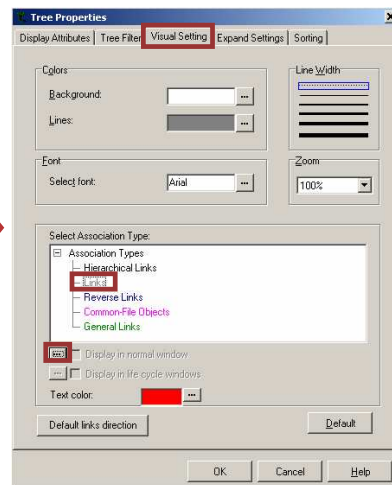 Tree Properties
Display Attributes Tree Filter Visual Setting Expand Settings Sorting
Colors
Background:
Lines:
Line Width
Font
Select font: Arial
Zoom
100%
Select Association Type:
Association Types
Hierarchical Links
Links
Reverse Links
Common-File Objects
General Links
Display in normal window
Display in life cycle windows
Text color:
Default links direction
Default
OK Cancel Help